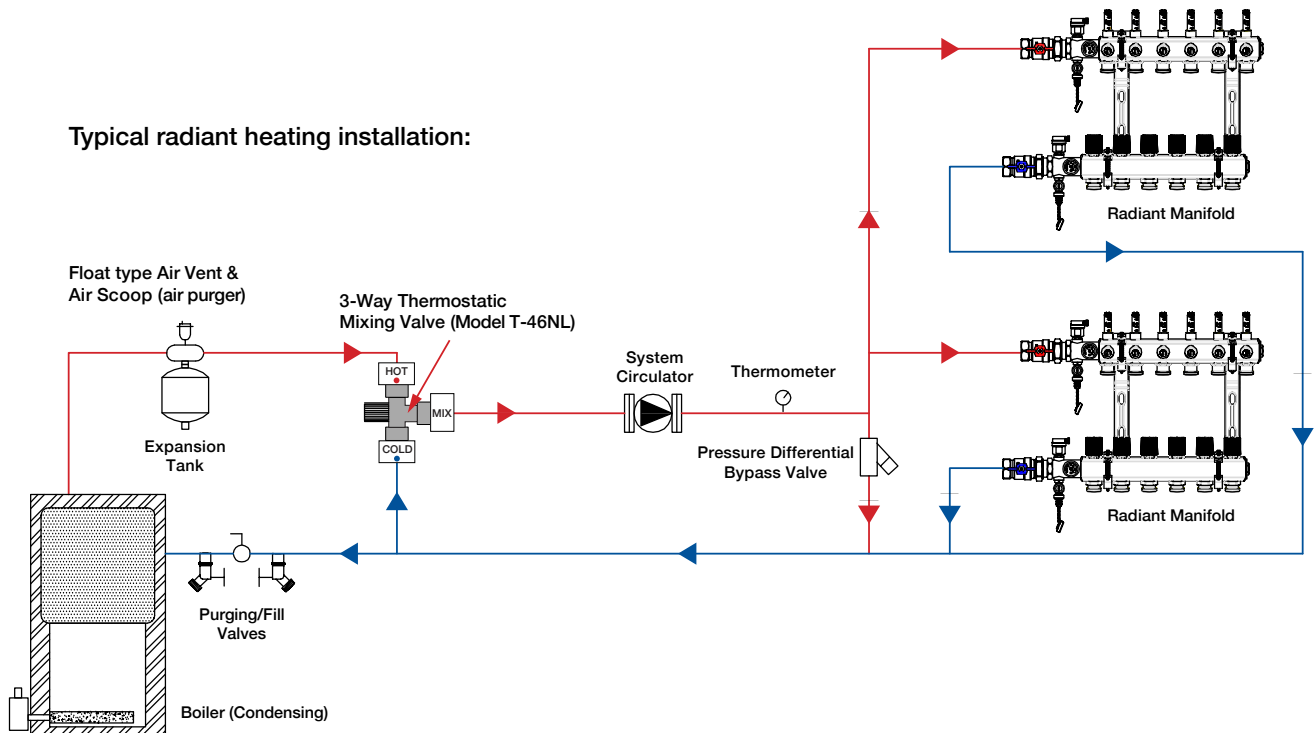 Typical radiant heating installation:
Radiant Manifold
Float type Air Vent &
Air Scoop (air purger)
3-Way Thermostatic
Mixing Valve (Model T-46NL)
HOT
MIX
COLD
Expansion
Tank
System
Circulator
Thermometer
Pressure Differential
Bypass Valve
Radiant Manifold
Purging/Fill
Valves
Boiler (Condensing)